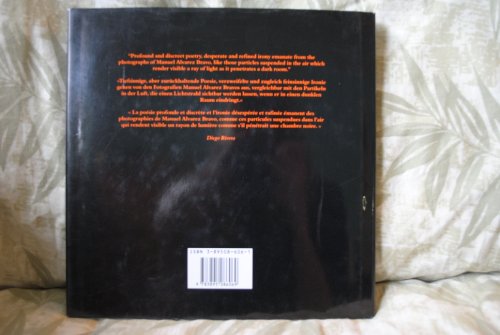 "Profound and discreet poetry, desperate and refined irony emanate from the
photographs of Manuel Alvarez Bravo, like those particles suspended in the air which
render visible a ray of light as it penetrates a dark room."
aber zurückhaltende Poesie, verzweifelte und zugleich feinsinnige Ironie
gehen von den Fotografien Manuel Alvarez Bravos aus, vergleichbar mit den Partikeln
in der Luft, die einen Lichtstrahl sichtbar werden lassen, wenn er in einen dunklen
Raum eindringt.«
« La poésie profonde et discrète et l'ironie désespérée et rafinée émanent des
photographies de Manuel Alvarez Bravo, comme ces particules suspendues dans l'air
qui rendent visible un rayon de lumière comme s'il pénétrait une chambre noire. »
Diego Rivera
ISBN